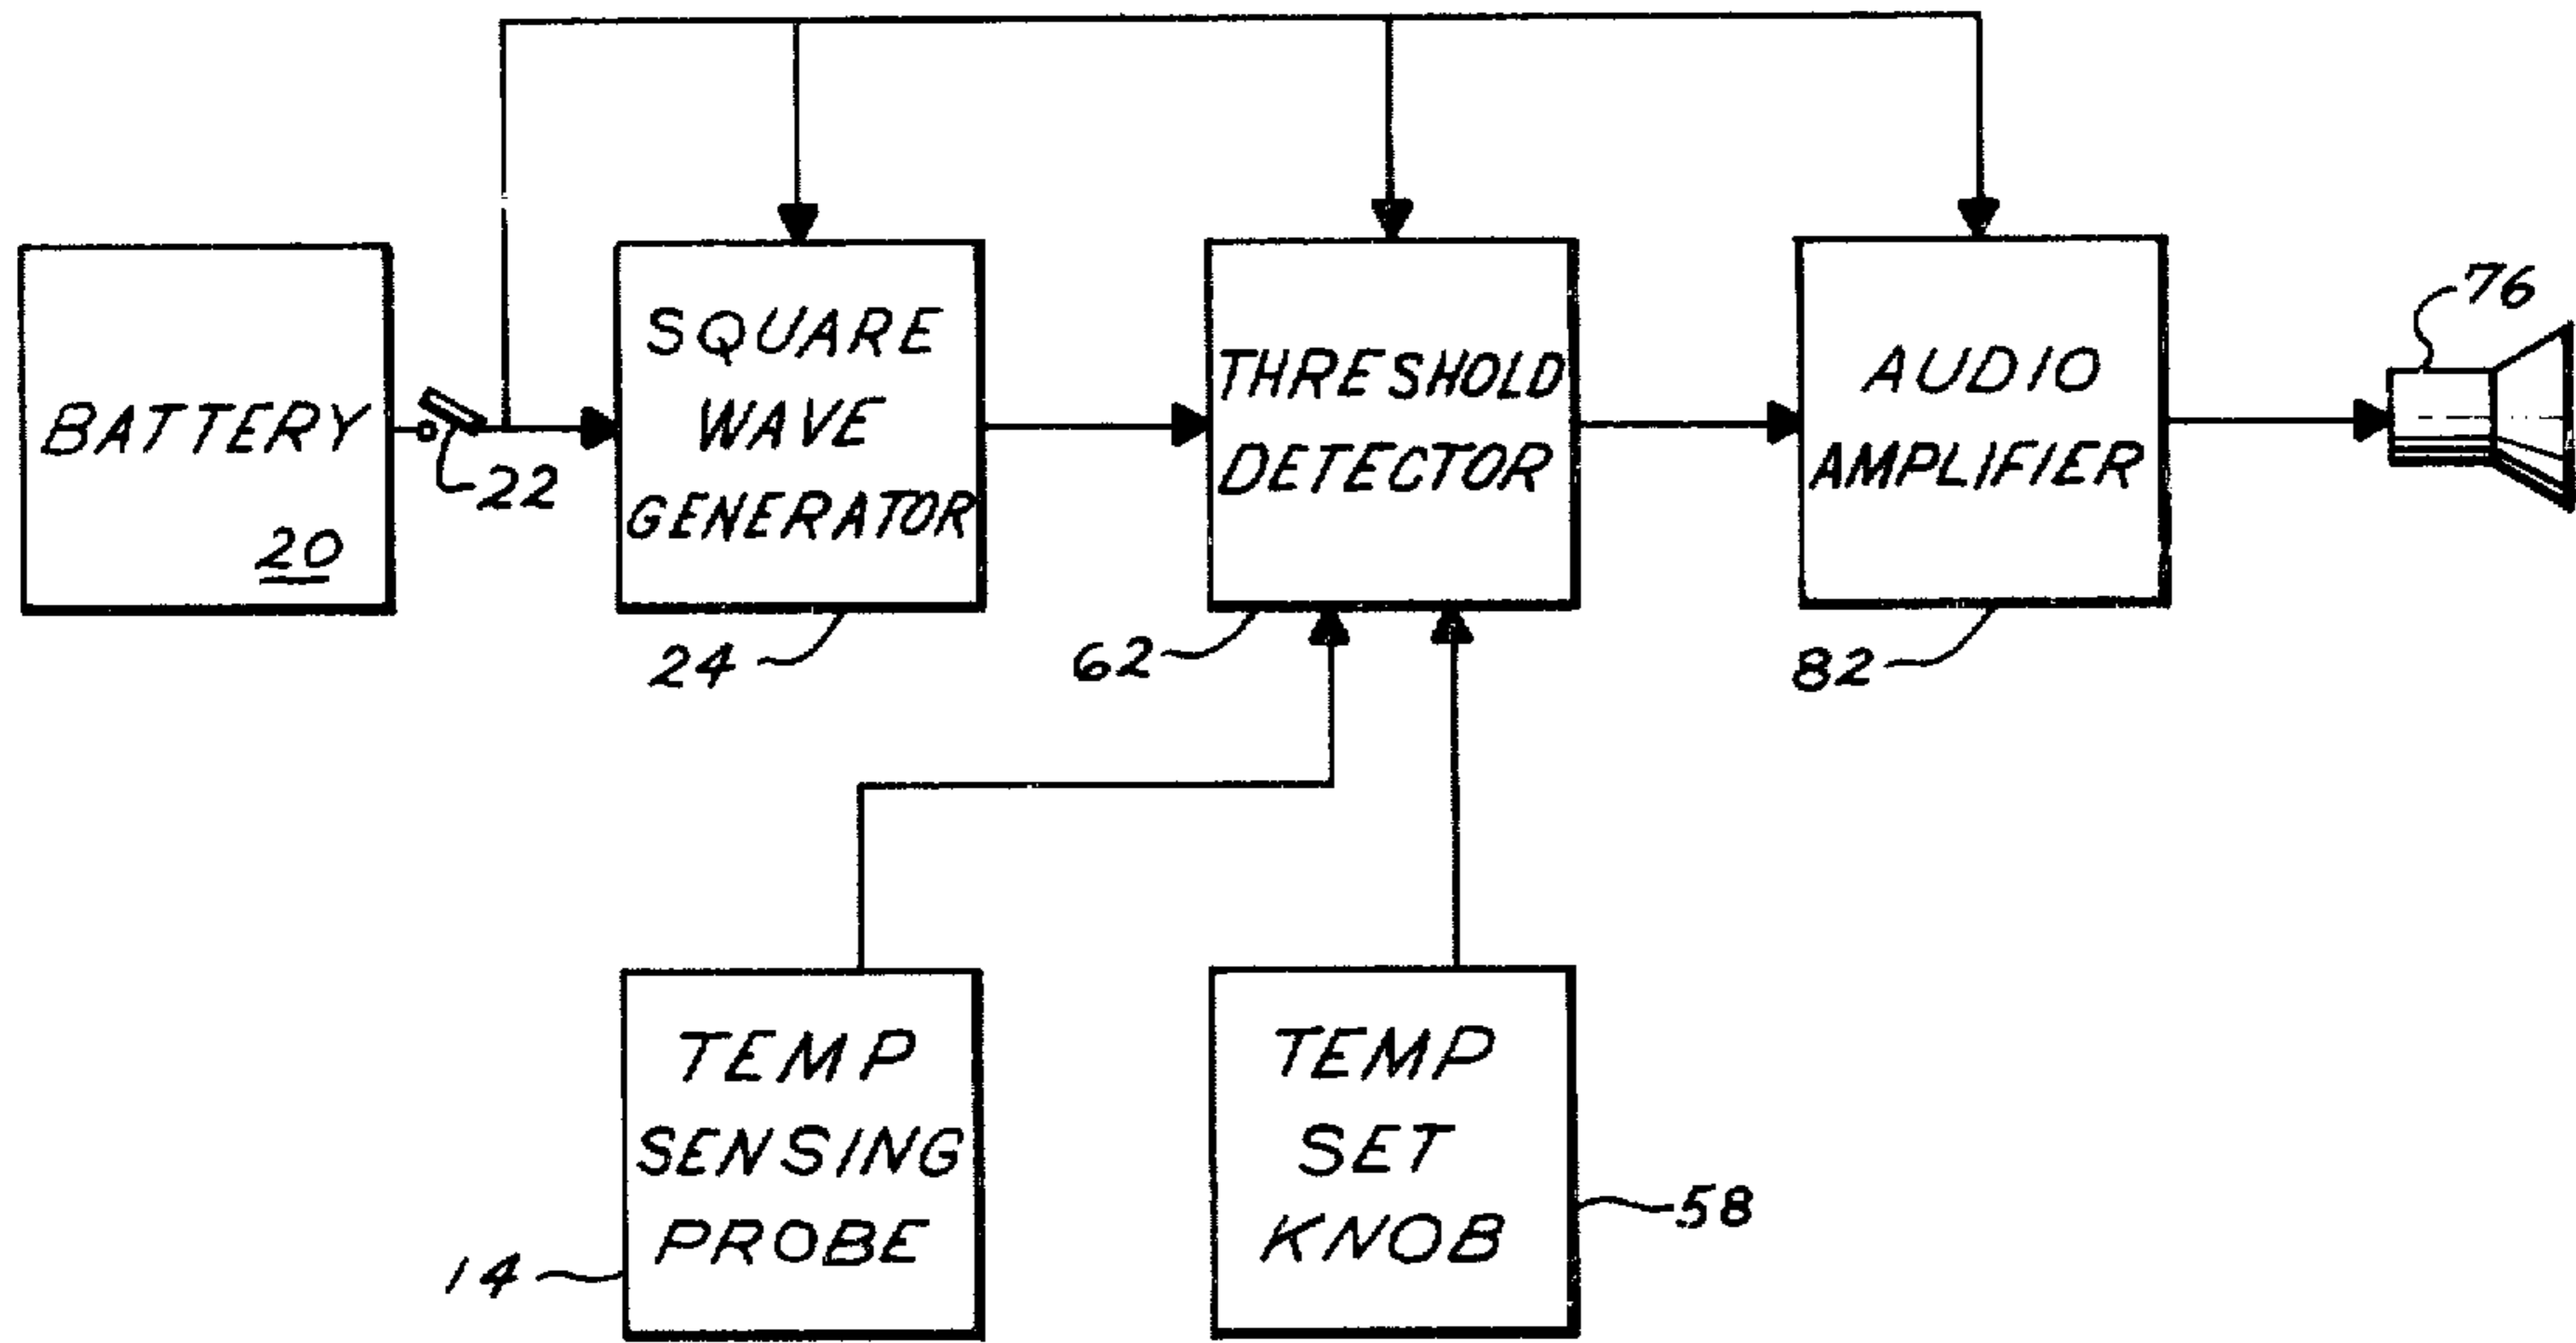 BATTERY
20
22
SQUARE
WAVE
GENERATOR
24
THRESHOLD
DETECTOR
62
AUDIO
AMPLIFIER
82
76
TEMP
SENSING
PROBE
14
TEMP
SET
KNOB
58